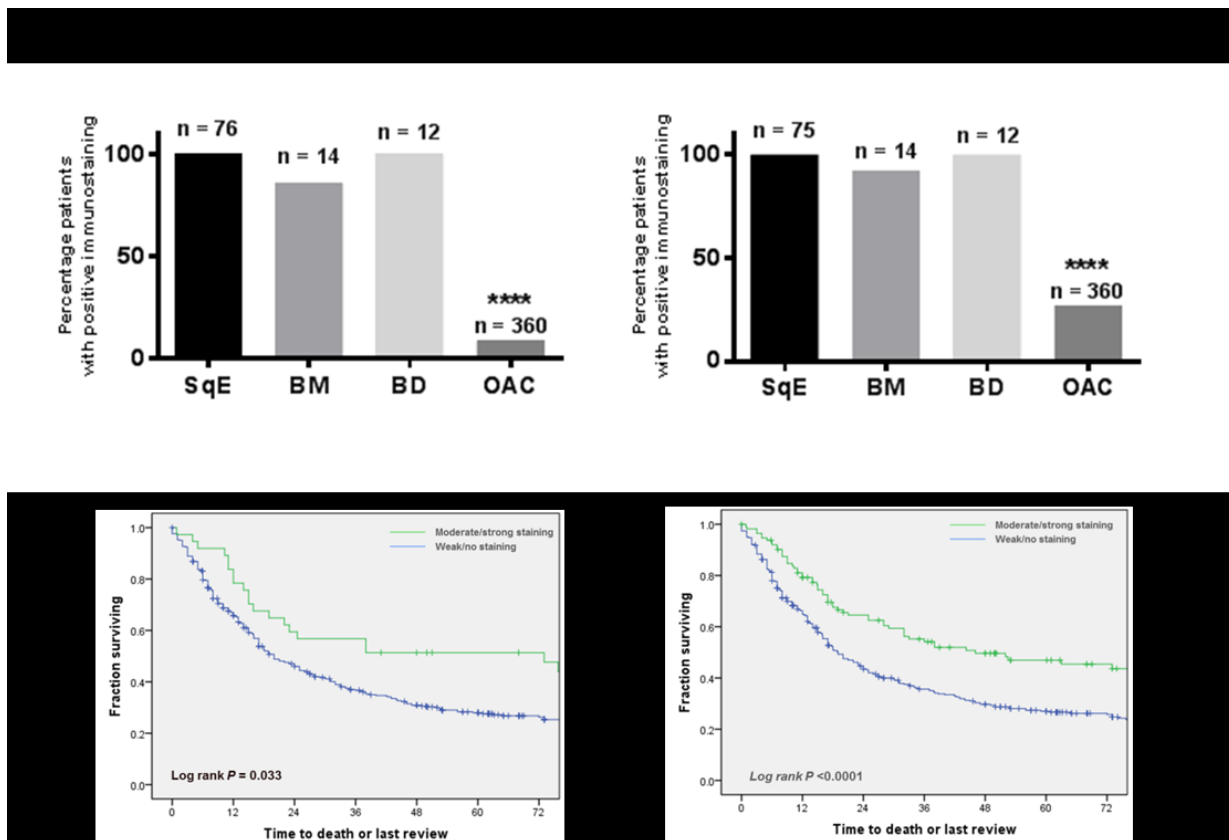 Percentage patients
with positive immunostaining
100
50
0
n = 76
n = 14
n = 12
****
n = 360
SqE BM BD OAC
Percentage patients
with positive immunostaining
100
50
0
n = 75
n = 14
n = 12
****
n = 360
SqE BM BD OAC
Fraction surviving
1.0
0.8
0.6
0.4
0.2
0.0
Moderate/strong staining
Weak/no staining
Log rank P = 0.033
0 12 24 36 48 60 72
Time to death or last review
Fraction surviving
1.0
0.8
0.6
0.4
0.2
0.0
Moderate/strong staining
Weak/no staining
Log rank P <0.0001
0 12 24 36 48 60 72
Time to death or last review